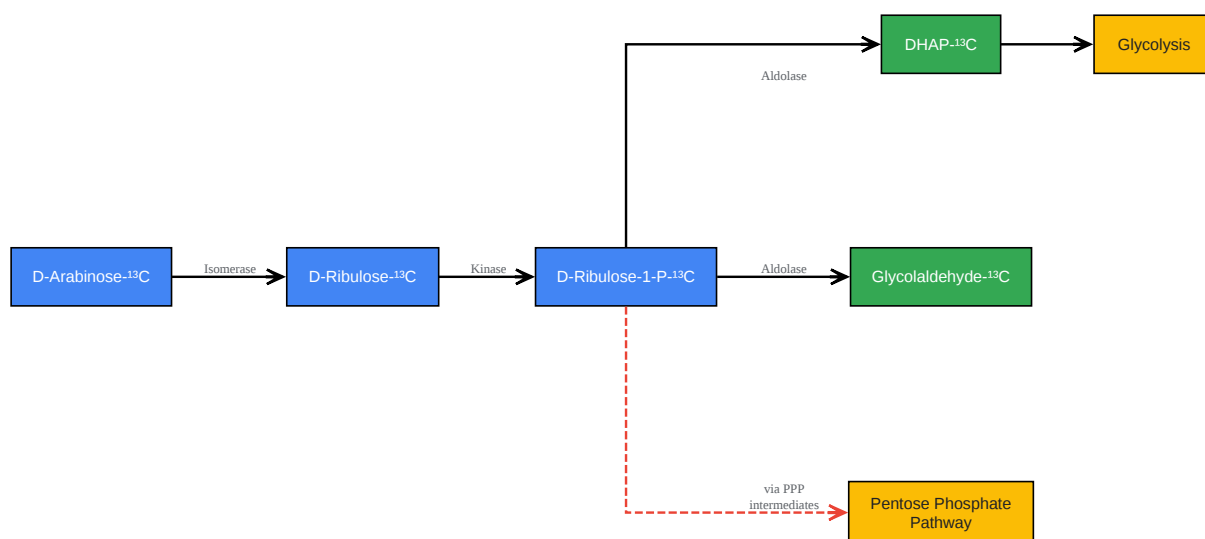 DHAP-¹³C
Glycolysis
Aldolase
D-Arabinose-¹³C
Isomerase
D-Ribulose-¹³C
Kinase
D-Ribulose-1-P-¹³C
Aldolase
Glycolaldehyde-¹³C
via PPP
intermediates
Pentose Phosphate
Pathway